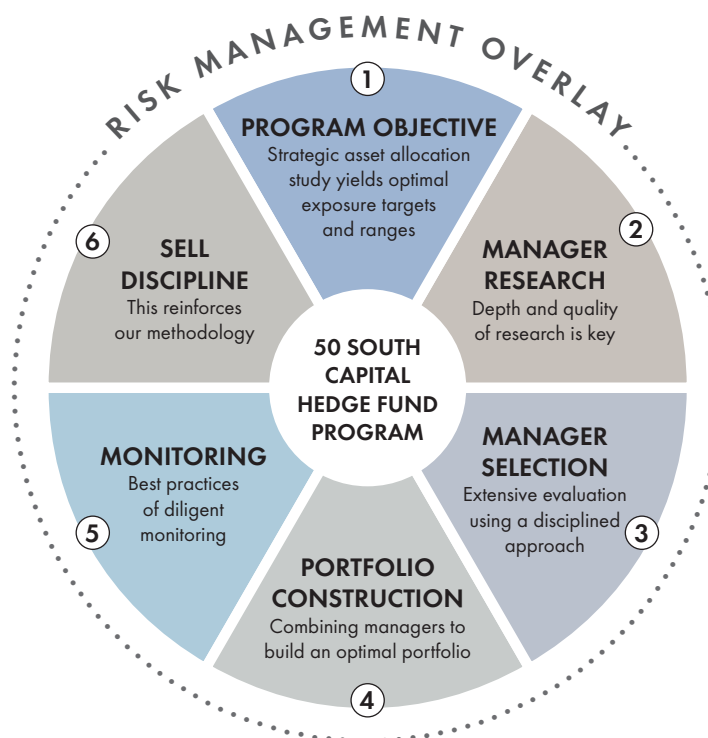 RISK MANAGEMENT OVERLAY
1
PROGRAM OBJECTIVE
Strategic asset allocation
study yields optimal
exposure targets
and ranges
2
MANAGER
RESEARCH
Depth and quality
of research is key
3
MANAGER
SELECTION
Extensive evaluation
using a disciplined
approach
4
PORTFOLIO
CONSTRUCTION
Combining managers to
build an optimal portfolio
5
MONITORING
Best practices
of diligent
monitoring
6
SELL
DISCIPLINE
This reinforces
our methodology
50 SOUTH
CAPITAL
HEDGE FUND
PROGRAM